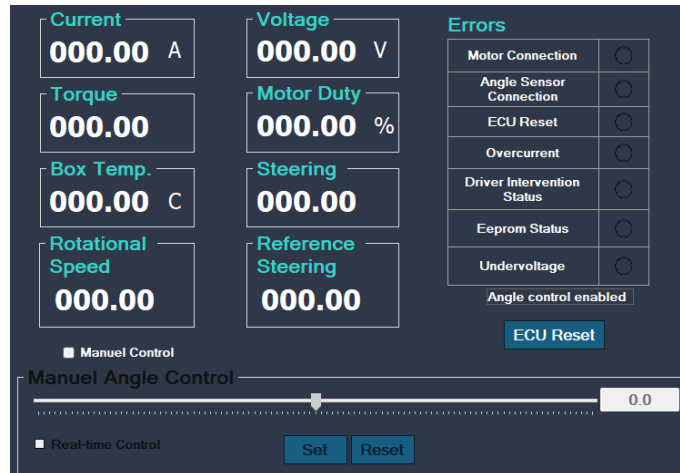 Current
000.00 A
Voltage
000.00 V
Torque
000.00
Motor Duty
000.00 %
Box Temp.
000.00 C
Steering
000.00
Rotational
Speed
000.00
Reference
Steering
000.00
Errors
Motor Connection
Angle Sensor
Connection
ECU Reset
Overcurrent
Driver Intervention
Status
Eeprom Status
Undervoltage
Angle control enabled
ECU Reset
Manuel Control
Manuel Angle Control
0.0
Real-time Control
Set
Reset